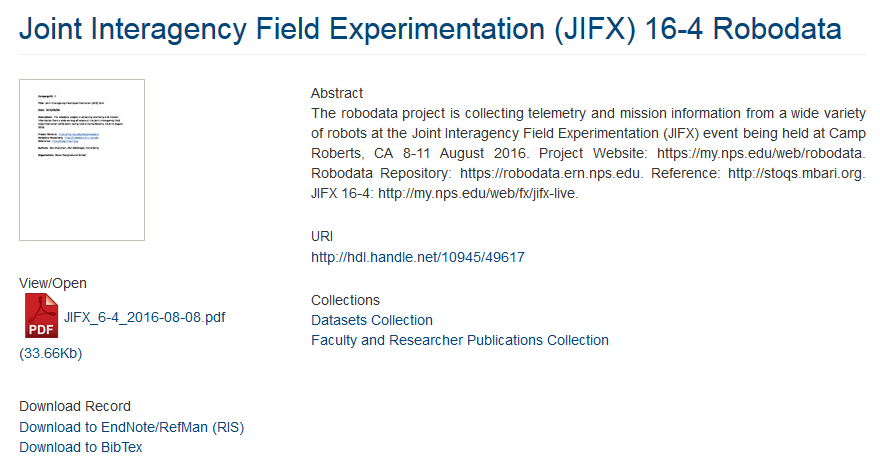 Joint Interagency Field Experimentation (JIFX) 16-4 Robodata
View/Open
PDF
JIFX_6-4_2016-08-08.pdf
(33.66Kb)
Download Record
Download to EndNote/RefMan (RIS)
Download to BibTex
Abstract
The robodata project is collecting telemetry and mission information from a wide variety
of robots at the Joint Interagency Field Experimentation (JIFX) event being held at Camp
Roberts, CA 8-11 August 2016. Project Website: https://my.nps.edu/web/robodata.
Robodata Repository: https://robodata.ern.nps.edu. Reference: http://stoqs.mbari.org.
JIFX 16-4: http://my.nps.edu/web/fx/jifx-live.
URI
http://hdl.handle.net/10945/49617
Collections
Datasets Collection
Faculty and Researcher Publications Collection